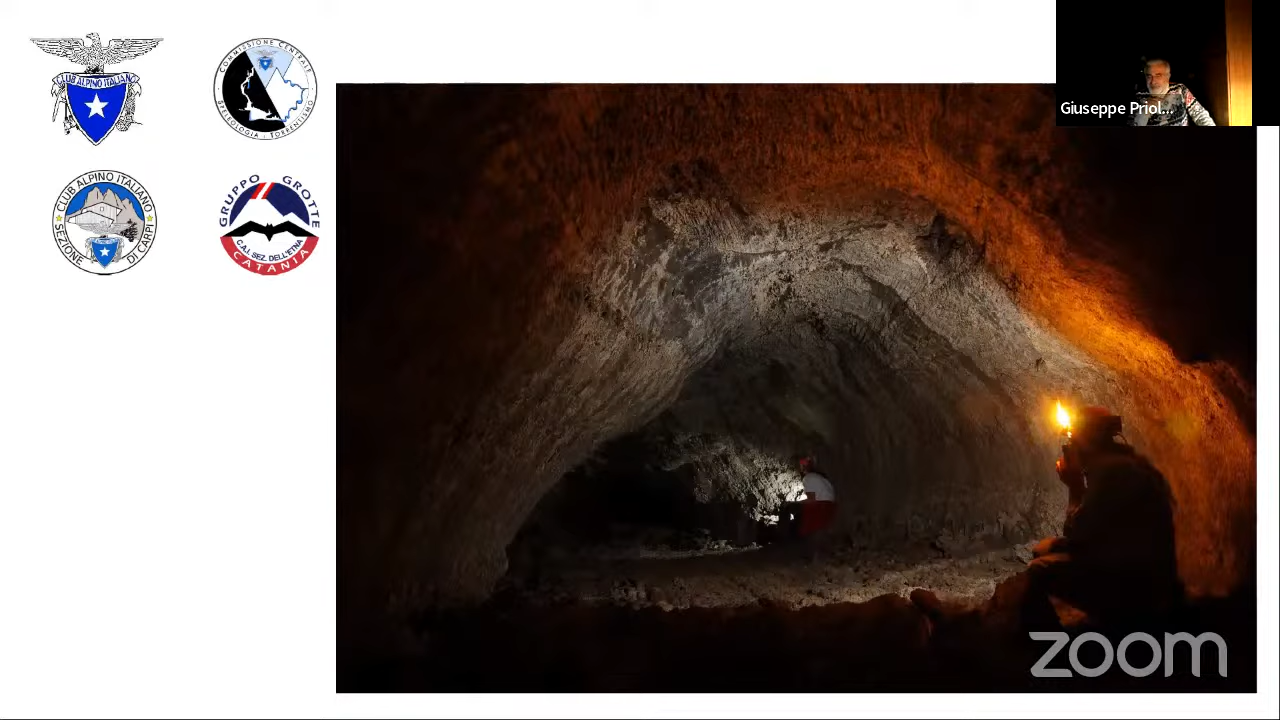 CLUB ALPINO ITALIANO
COMMISSIONE CENTRALE
SPELEOLOGIA · TORRENTISMO
CLUB ALPINO ITALIANO
SEZIONE DI CARPI
GRUPPO GROTTE
C.A.I. SEZ. DELL'ETNA
CATANIA
Giuseppe Priol...
zoom